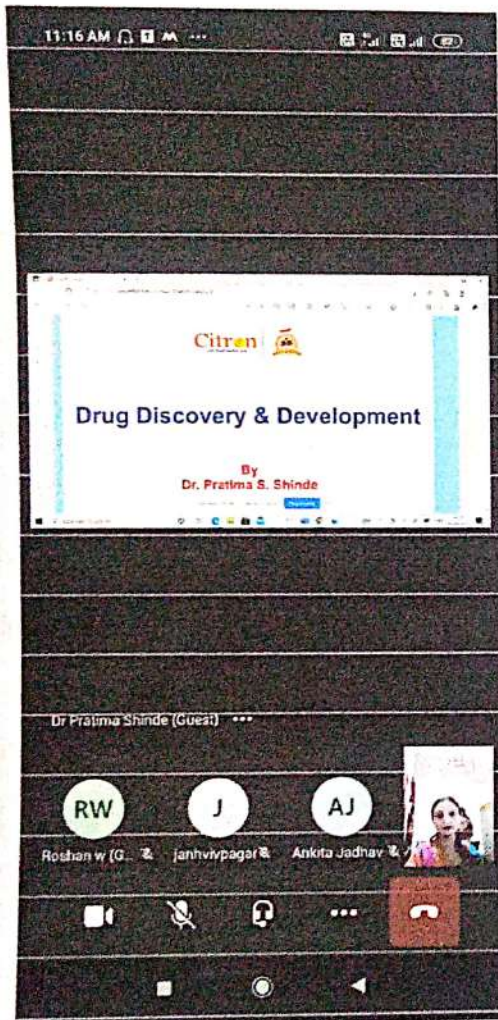 11:16 AM
82
Citron
Drug Discovery & Development
By
Dr. Pratima S. Shinde
Dr Pratima Shinde (Guest)
RW
J
AJ
Roshan w (G..
janhvivpagar
Ankita Jadhav